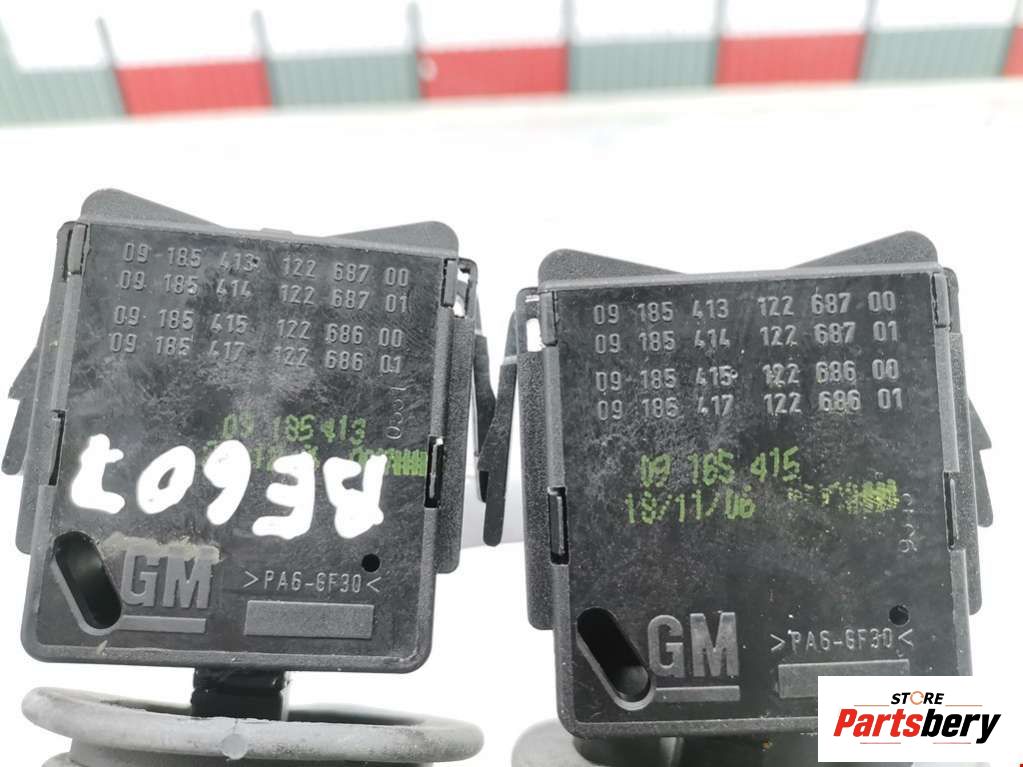 09 185 413 122 687 00
09 185 414 122 687 01
09 185 415 122 686 00
09 185 417 122 686 01
09 185 413
BE607
GM
>PA6-GF30<
09 185 413 122 687 00
09 185 414 122 687 01
09 185 415 122 686 00
09 185 417 122 686 01
09 185 415
18/11/06
GM
>PA6-GF30<
STORE
Partsbery